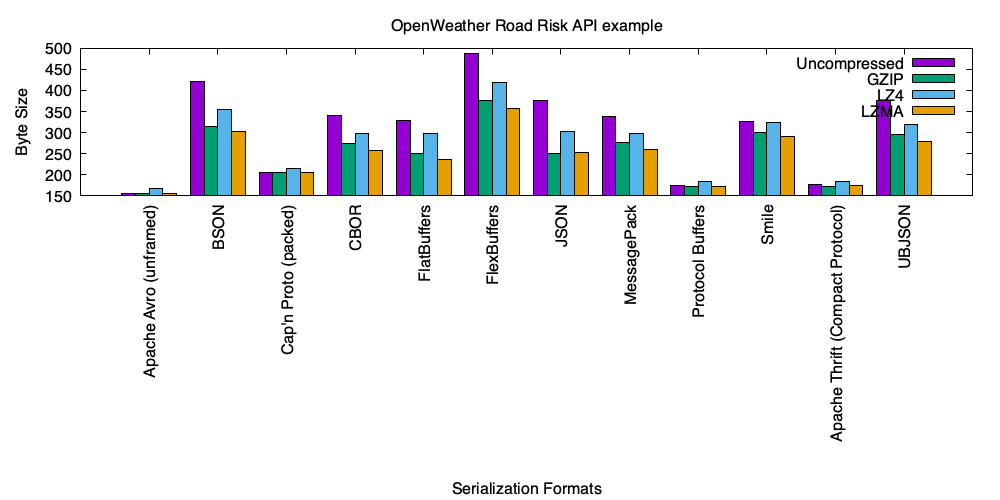 OpenWeather Road Risk API example
Byte Size
500
450
400
350
300
250
200
150
Uncompressed
GZIP
LZ4
LZMA
Apache Avro (unframed)
BSON
Cap'n Proto (packed)
CBOR
FlatBuffers
FlexBuffers
JSON
MessagePack
Protocol Buffers
Smile
Apache Thrift (Compact Protocol)
UBJSON
Serialization Formats